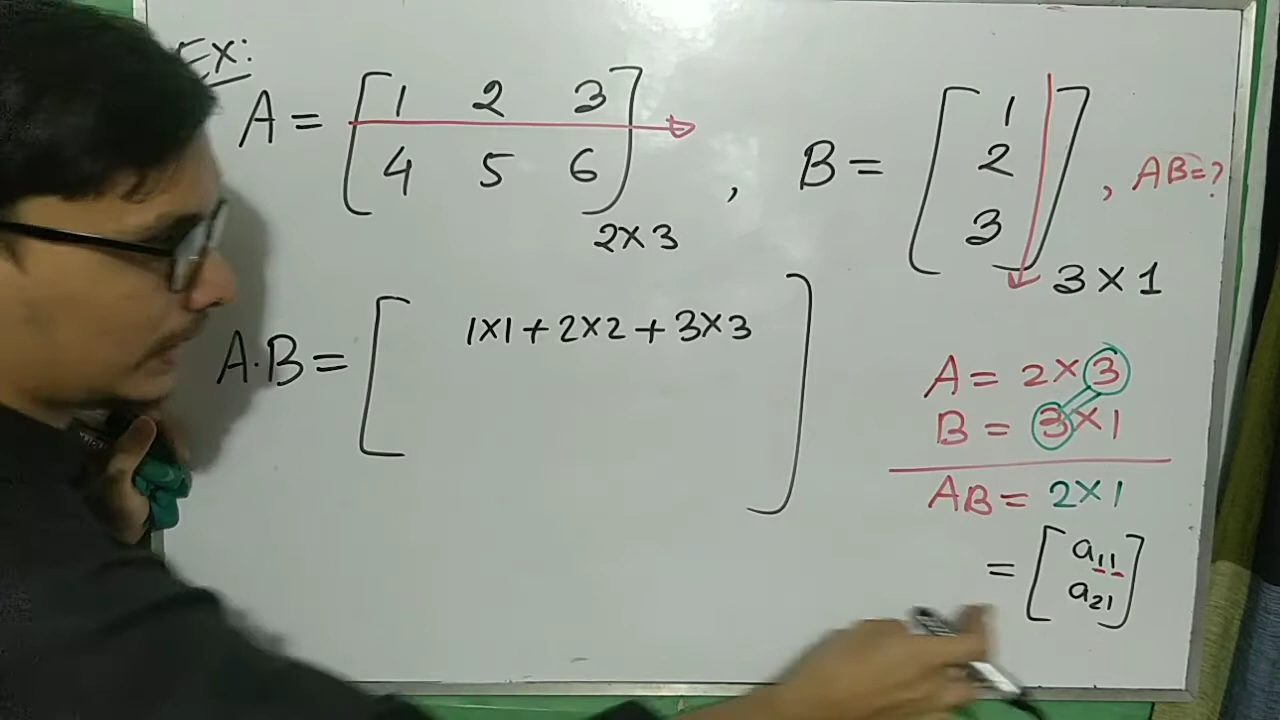 Ex:
A = [1 2 3
4 5 6] 2×3 , B = [1
2
3] 3×1 , AB=?
A·B = [1×1+2×2+3×3]
A = 2×3
B = 3×1
AB = 2×1
= [a₁₁
a₂₁]